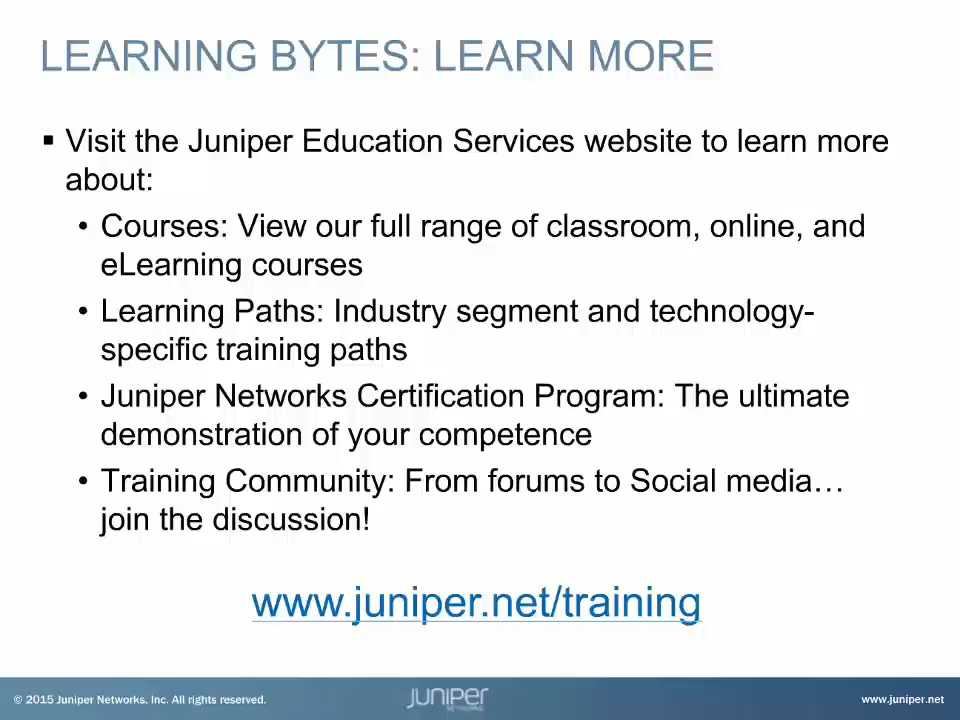 LEARNING BYTES: LEARN MORE
▪ Visit the Juniper Education Services website to learn more
about:
• Courses: View our full range of classroom, online, and
eLearning courses
• Learning Paths: Industry segment and technology-
specific training paths
• Juniper Networks Certification Program: The ultimate
demonstration of your competence
• Training Community: From forums to Social media…
join the discussion!
www.juniper.net/training
© 2015 Juniper Networks, Inc. All rights reserved.
JUNIPER
NETWORKS
www.juniper.net